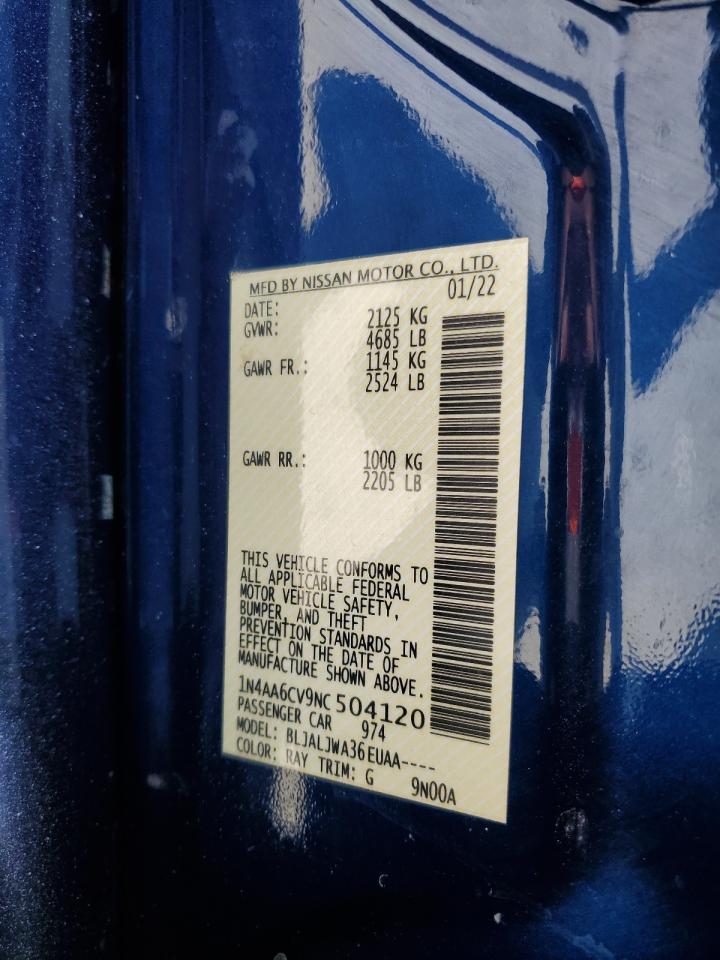 MFD BY NISSAN MOTOR CO., LTD.
DATE: 01/22
GVWR: 2125 KG
4685 LB
GAWR FR.: 1145 KG
2524 LB
GAWR RR.: 1000 KG
2205 LB
THIS VEHICLE CONFORMS TO
ALL APPLICABLE FEDERAL
MOTOR VEHICLE SAFETY,
BUMPER, AND THEFT
PREVENTION STANDARDS IN
EFFECT ON THE DATE OF
MANUFACTURE SHOWN ABOVE.
1N4AA6CV9NC504120
PASSENGER CAR 974
MODEL: BLJALJWA36EUAA----
COLOR: RAY TRIM: G 9N00A